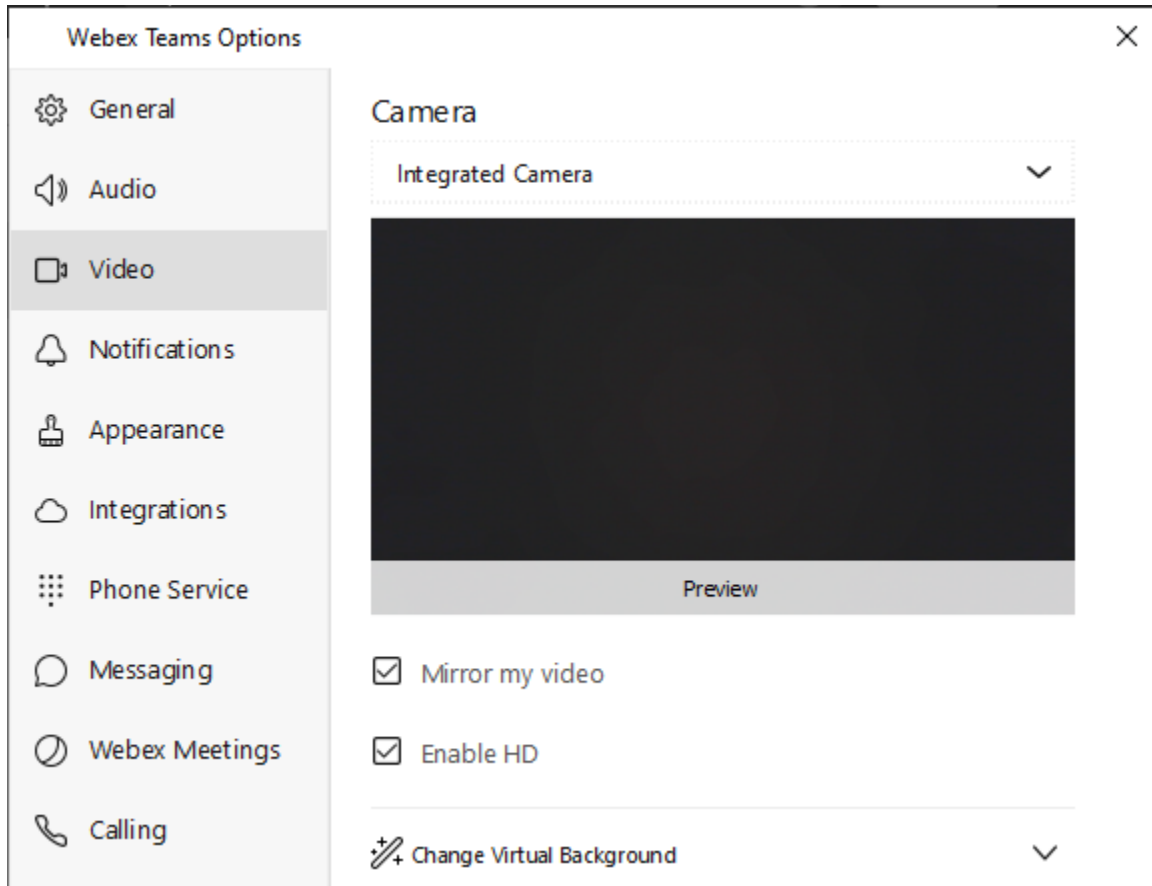 Webex Teams Options
General
Audio
Video
Notifications
Appearance
Integrations
Phone Service
Messaging
Webex Meetings
Calling
Camera
Integrated Camera
Preview
Mirror my video
Enable HD
Change Virtual Background